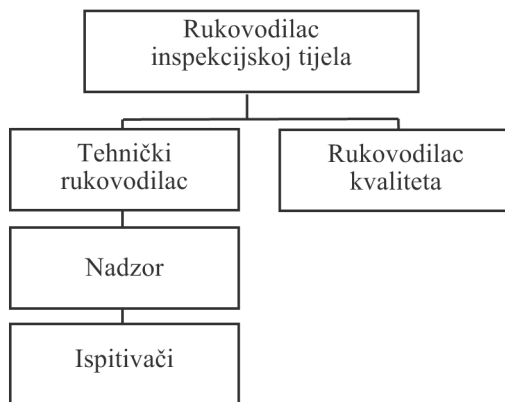 Rukovodilac
inspekcijskoj tijela
Tehnički
rukovodilac
Rukovodilac
kvaliteta
Nadzor
Ispitivači